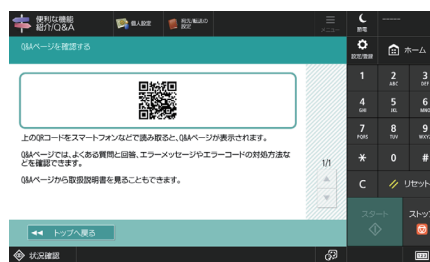 便利な機能
紹介/Q&A
個人設定
宛先/転送の
設定
メニュー
節電
Q&Aページを確認する
設定/登録
ホーム
上のQRコードをスマートフォンなどで読み取ると、Q&Aページが表示されます。
Q&Aページでは、よくある質問と回答、エラーメッセージやエラーコードの対処方法な
どを確認できます。
Q&Aページから取扱説明書を見ることもできます。
1/1
1
2
ABC
3
DEF
4
GHI
5
JKL
6
MNO
7
PQRS
8
TUV
9
WXYZ
*
0
#
C
リセット
スタート
ストップ
トップへ戻る
状況確認